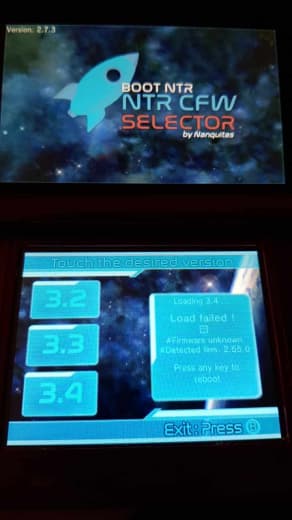 Version: 2.7.3
BOOT NTR
NTR CFW
SELECTOR
by Nanquitas
Touch the desired version
3.2
3.3
3.4
Loading 3.4...
Load failed !
#Firmware unknown.
#Detected firm: 2.65.0
Press any key to
reboot.
Exit : Press